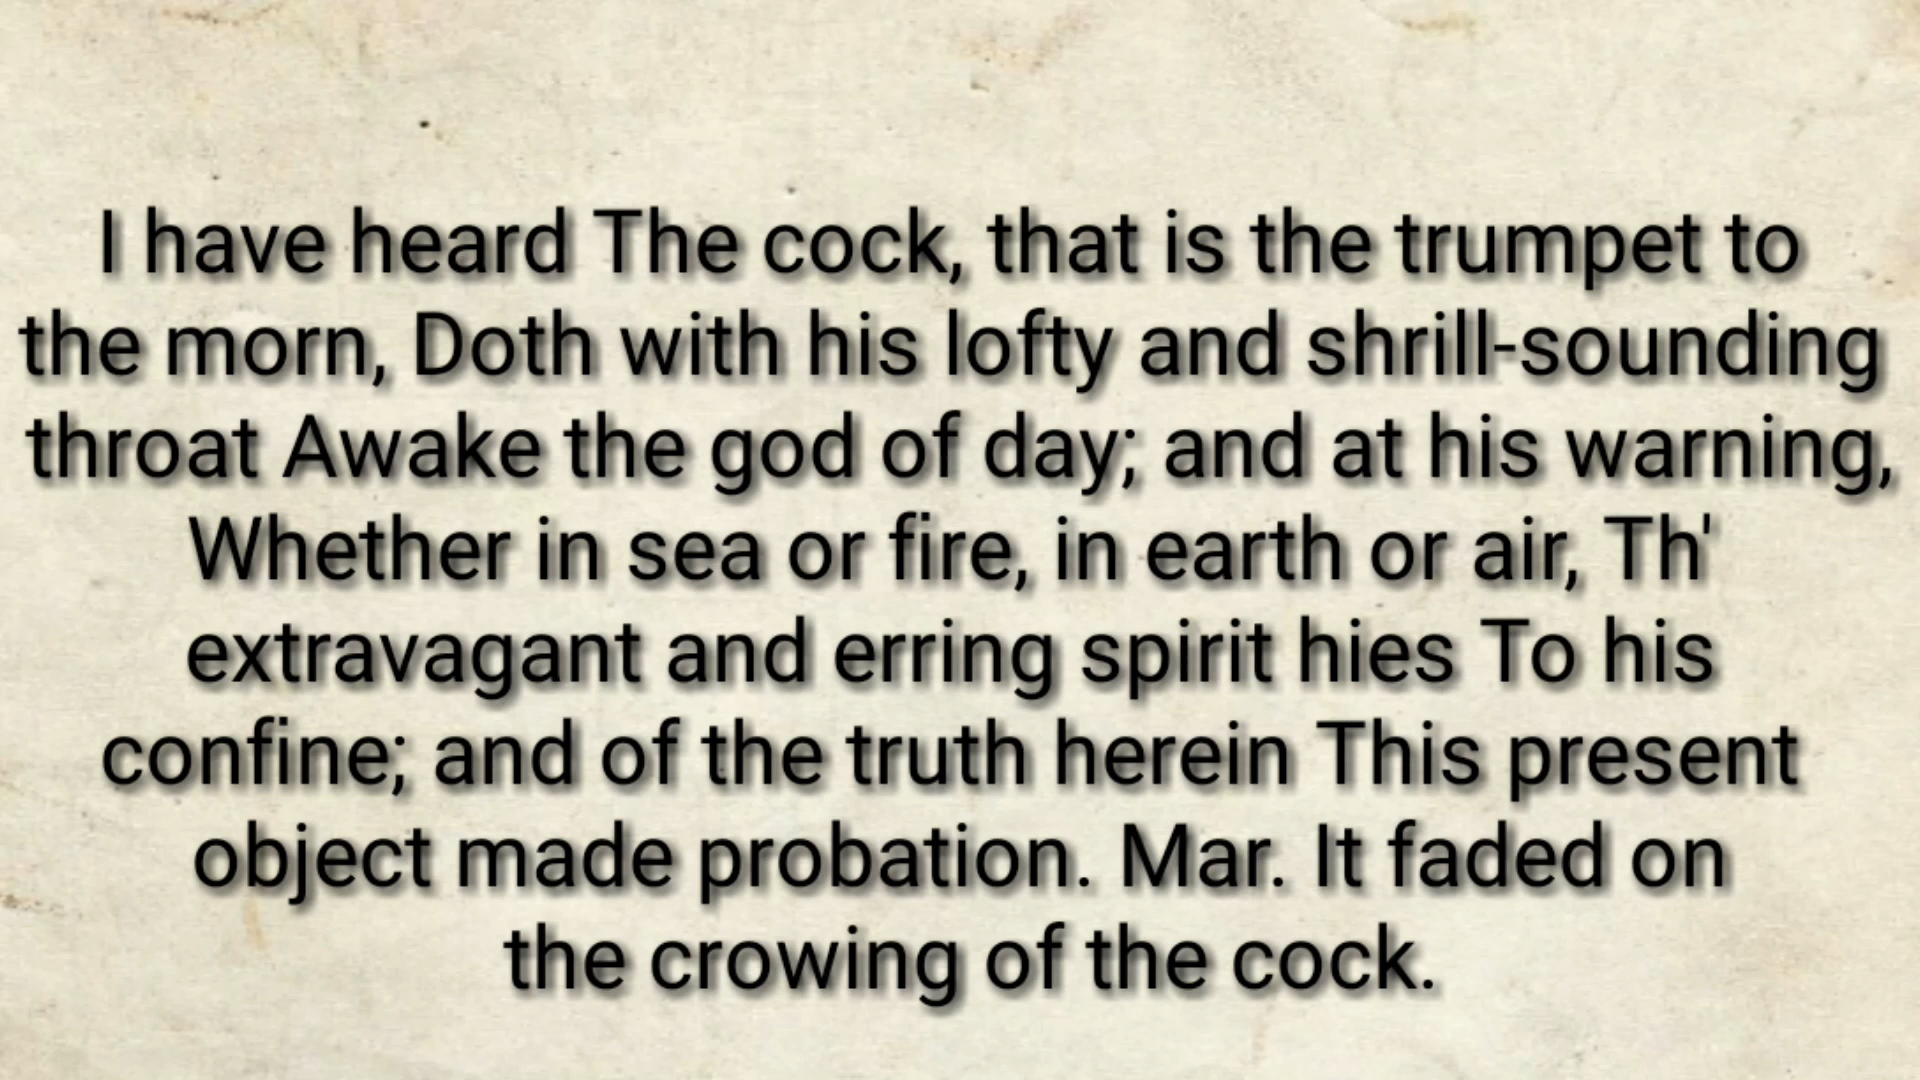 I have heard The cock, that is the trumpet to
the morn, Doth with his lofty and shrill-sounding
throat Awake the god of day; and at his warning,
Whether in sea or fire, in earth or air, Th'
extravagant and erring spirit hies To his
confine; and of the truth herein This present
object made probation. Mar. It faded on
the crowing of the cock.